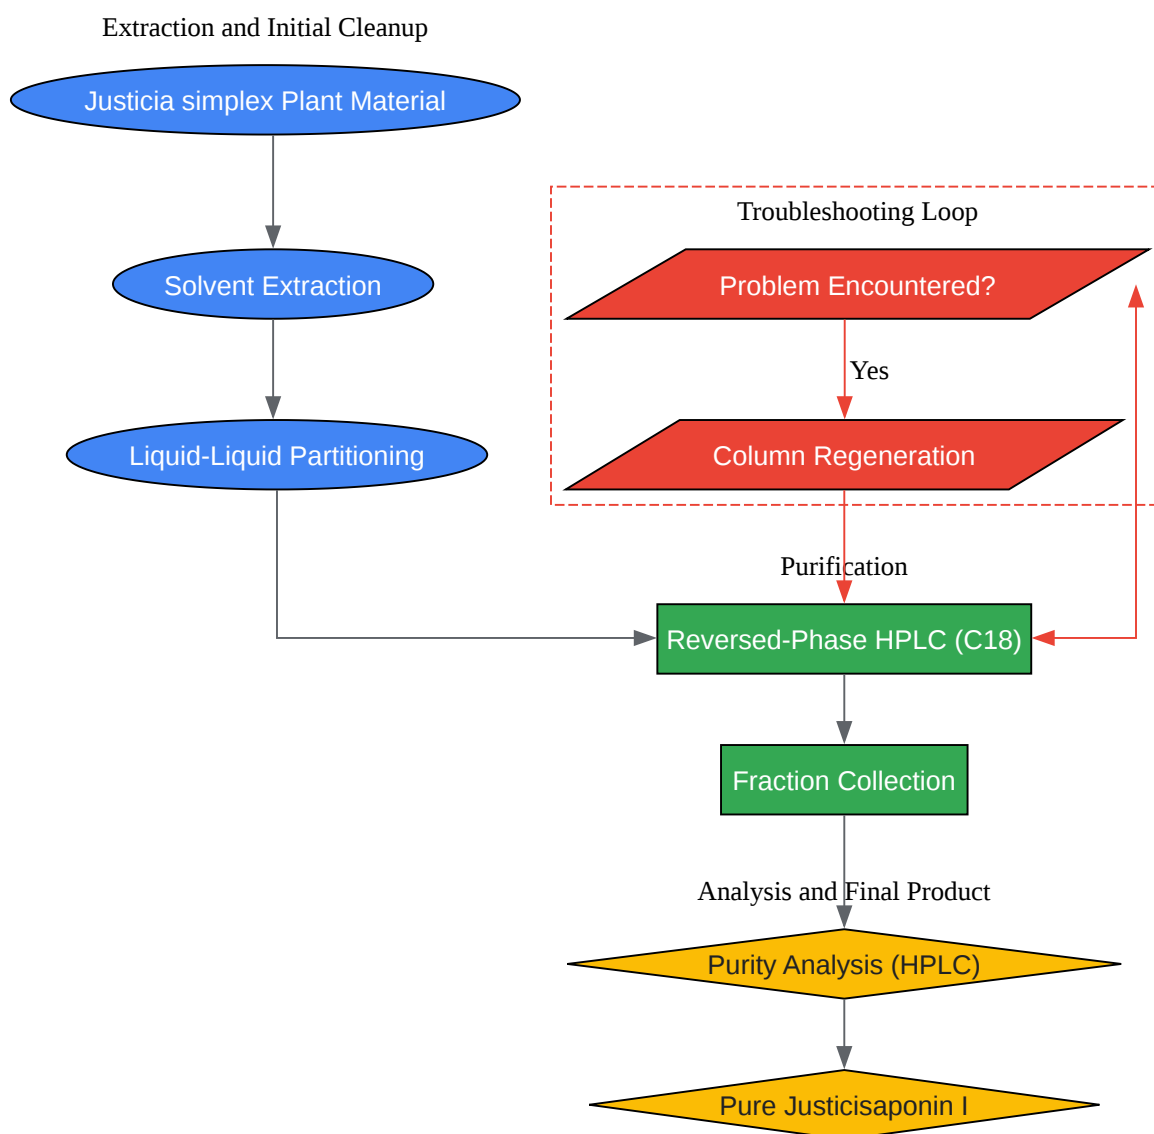 Extraction and Initial Cleanup
Justicia simplex Plant Material
Solvent Extraction
Liquid-Liquid Partitioning
Troubleshooting Loop
Problem Encountered?
Yes
Column Regeneration
Purification
Reversed-Phase HPLC (C18)
Fraction Collection
Analysis and Final Product
Purity Analysis (HPLC)
Pure Justicisaponin I